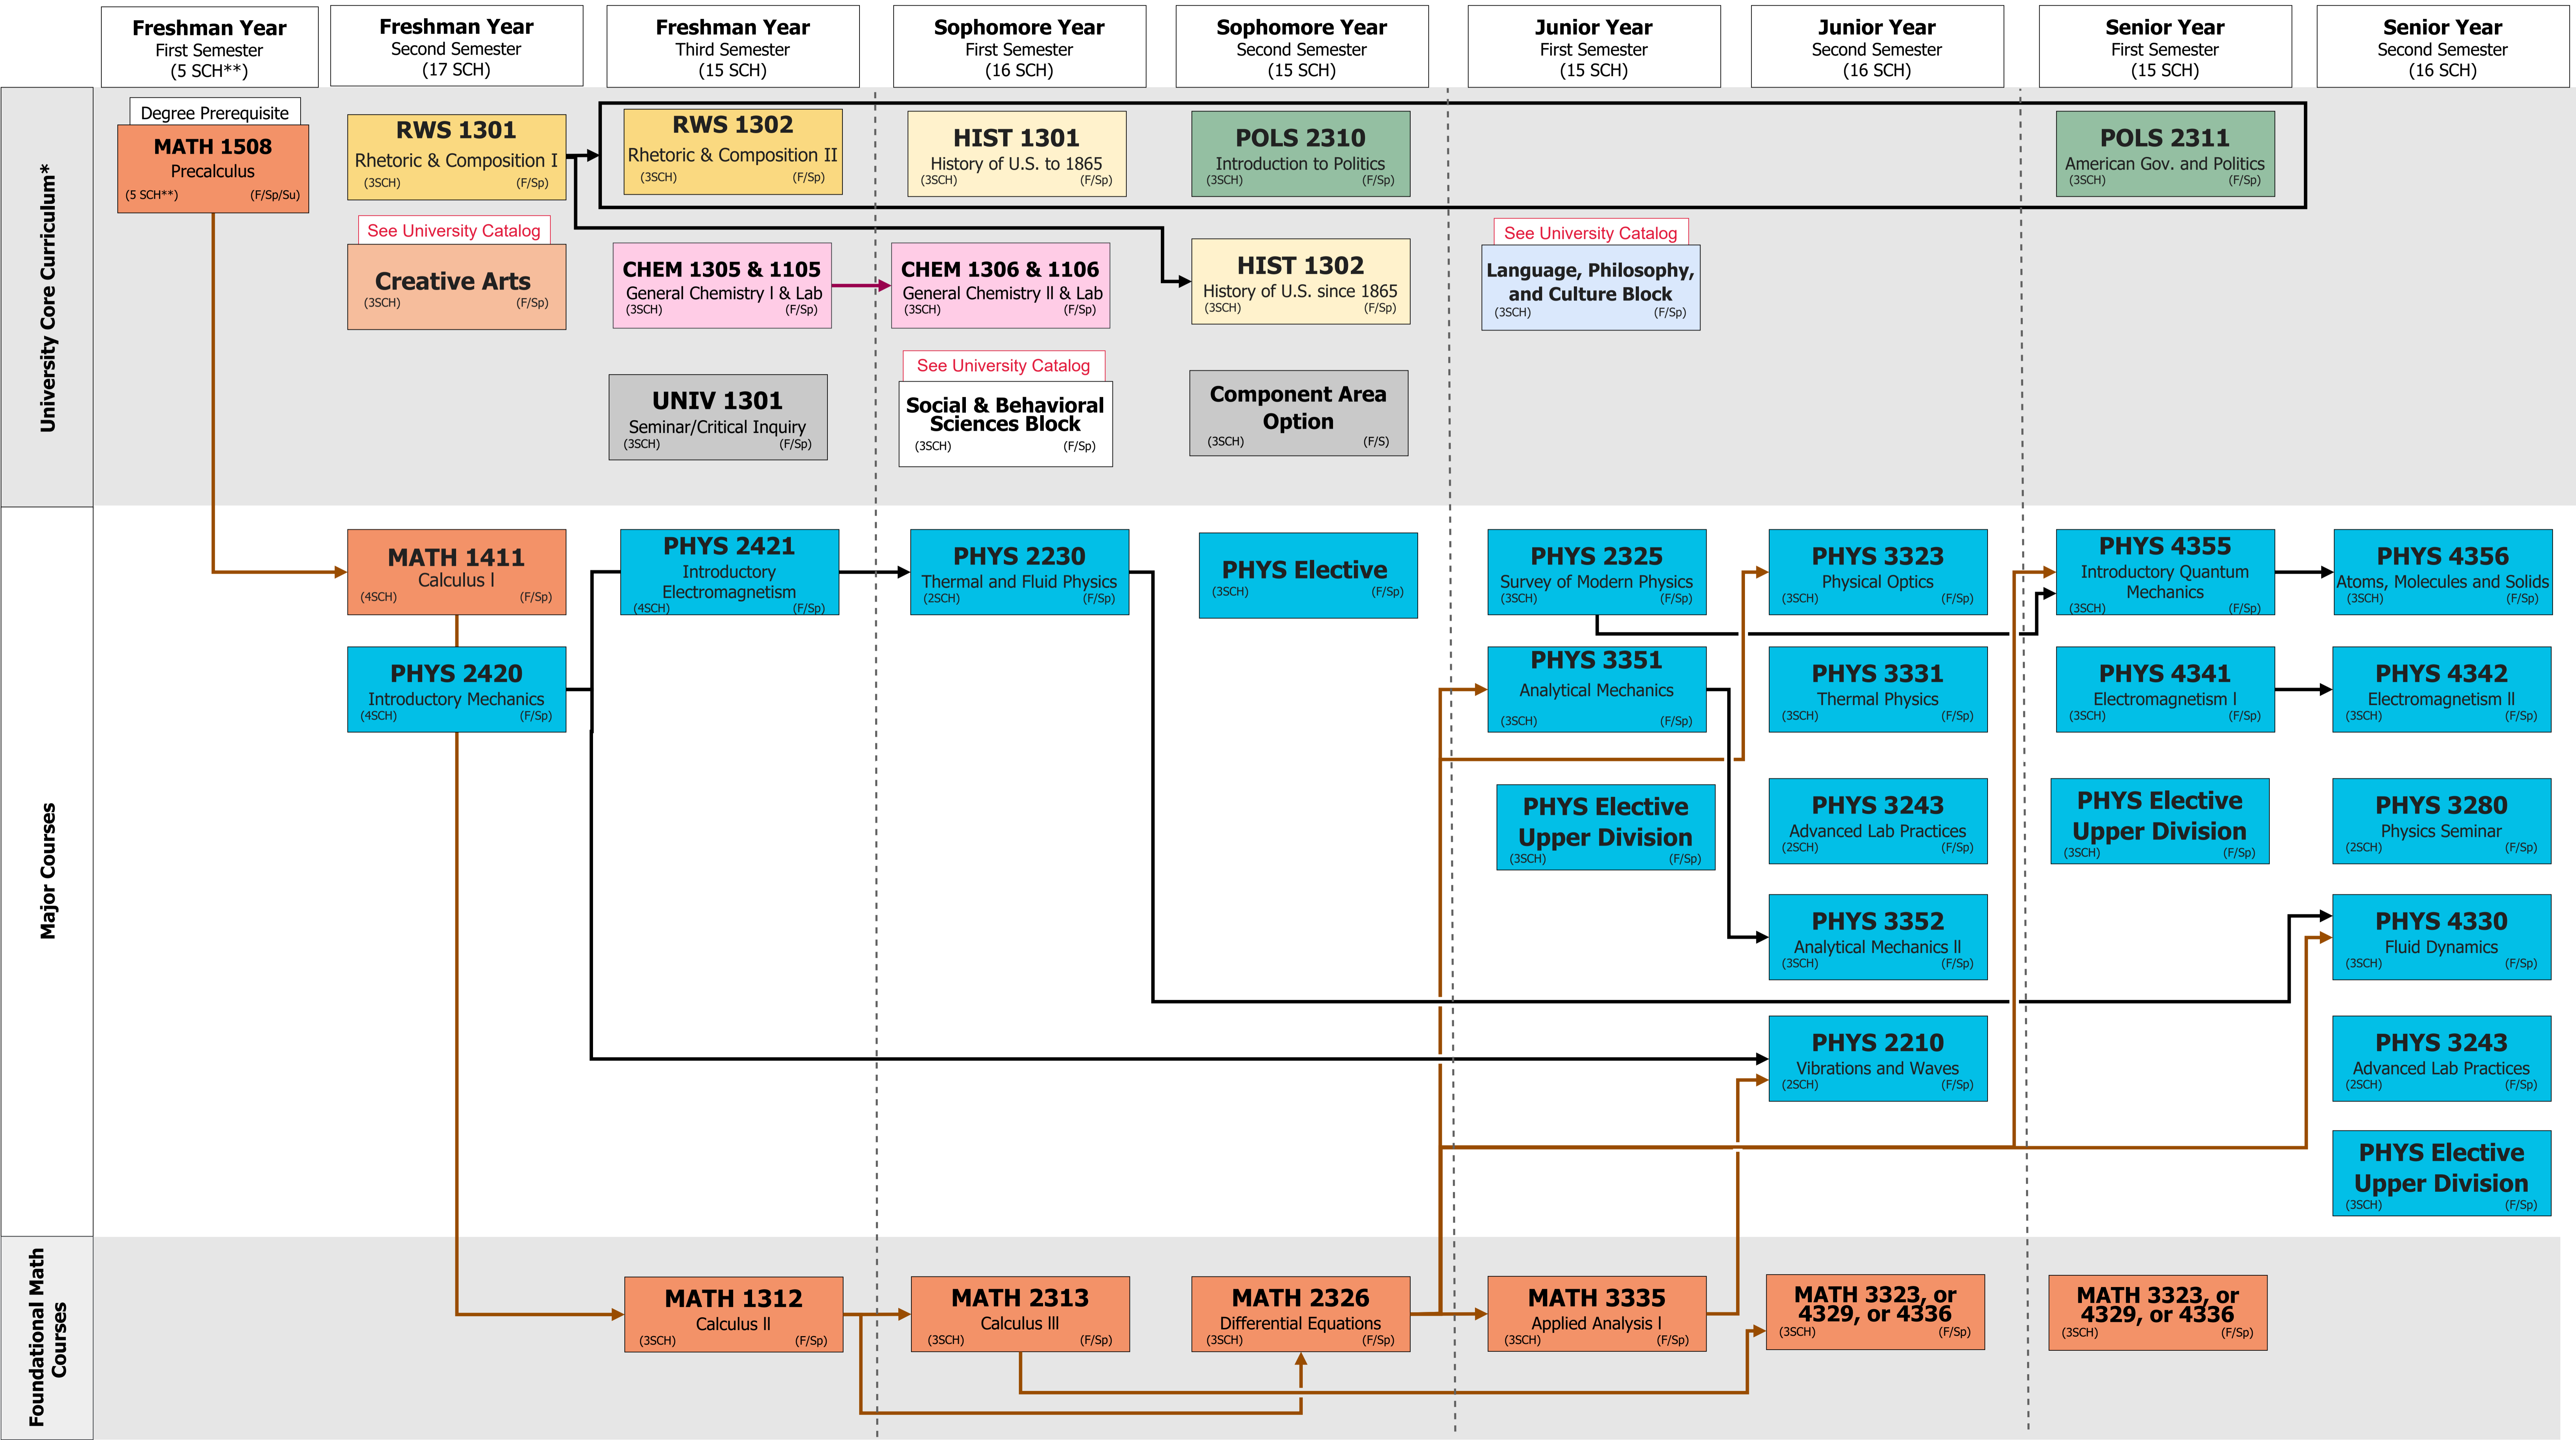 Freshman Year
First Semester
(5 SCH**)
Freshman Year
Second Semester
(17 SCH)
Freshman Year
Third Semester
(15 SCH)
Sophomore Year
First Semester
(16 SCH)
Sophomore Year
Second Semester
(15 SCH)
Junior Year
First Semester
(15 SCH)
Junior Year
Second Semester
(16 SCH)
Senior Year
First Semester
(15 SCH)
Senior Year
Second Semester
(16 SCH)
University Core Curriculum*
Degree Prerequisite
MATH 1508
Precalculus
(5 SCH**) (F/Sp/Su)
RWS 1301
Rhetoric & Composition I
(3SCH) (F/Sp)
RWS 1302
Rhetoric & Composition II
(3SCH) (F/Sp)
HIST 1301
History of U.S. to 1865
(3SCH) (F/Sp)
POLS 2310
Introduction to Politics
(3SCH) (F/Sp)
POLS 2311
American Gov. and Politics
(3SCH) (F/Sp)
See University Catalog
Creative Arts
(3SCH) (F/Sp)
CHEM 1305 & 1105
General Chemistry I & Lab
(3SCH) (F/Sp)
CHEM 1306 & 1106
General Chemistry II & Lab
(3SCH) (F/Sp)
HIST 1302
History of U.S. since 1865
(3SCH) (F/Sp)
See University Catalog
Language, Philosophy,
and Culture Block
(3SCH) (F/Sp)
UNIV 1301
Seminar/Critical Inquiry
(3SCH) (F/Sp)
See University Catalog
Social & Behavioral
Sciences Block
(3SCH) (F/Sp)
Component Area
Option
(3SCH) (F/S)
Major Courses
MATH 1411
Calculus I
(4SCH) (F/Sp)
PHYS 2421
Introductory
Electromagnetism
(4SCH) (F/Sp)
PHYS 2230
Thermal and Fluid Physics
(2SCH) (F/Sp)
PHYS Elective
(3SCH) (F/Sp)
PHYS 2325
Survey of Modern Physics
(3SCH) (F/Sp)
PHYS 3323
Physical Optics
(3SCH) (F/Sp)
PHYS 4355
Introductory Quantum
Mechanics
(3SCH) (F/Sp)
PHYS 4356
Atoms, Molecules and Solids
(3SCH) (F/Sp)
PHYS 2420
Introductory Mechanics
(4SCH) (F/Sp)
PHYS 3351
Analytical Mechanics
(3SCH) (F/Sp)
PHYS 3331
Thermal Physics
(3SCH) (F/Sp)
PHYS 4341
Electromagnetism I
(3SCH) (F/Sp)
PHYS 4342
Electromagnetism II
(3SCH) (F/Sp)
PHYS Elective
Upper Division
(3SCH) (F/Sp)
PHYS 3243
Advanced Lab Practices
(2SCH) (F/Sp)
PHYS Elective
Upper Division
(3SCH) (F/Sp)
PHYS 3280
Physics Seminar
(2SCH) (F/Sp)
PHYS 3352
Analytical Mechanics II
(3SCH) (F/Sp)
PHYS 4330
Fluid Dynamics
(3SCH) (F/Sp)
PHYS 2210
Vibrations and Waves
(2SCH) (F/Sp)
PHYS 3243
Advanced Lab Practices
(2SCH) (F/Sp)
PHYS Elective
Upper Division
(3SCH) (F/Sp)
Foundational Math
Courses
MATH 1312
Calculus II
(3SCH) (F/Sp)
MATH 2313
Calculus III
(3SCH) (F/Sp)
MATH 2326
Differential Equations
(3SCH) (F/Sp)
MATH 3335
Applied Analysis I
(3SCH) (F/Sp)
MATH 3323, or
4329, or 4336
(3SCH) (F/Sp)
MATH 3323, or
4329, or 4336
(3SCH) (F/Sp)